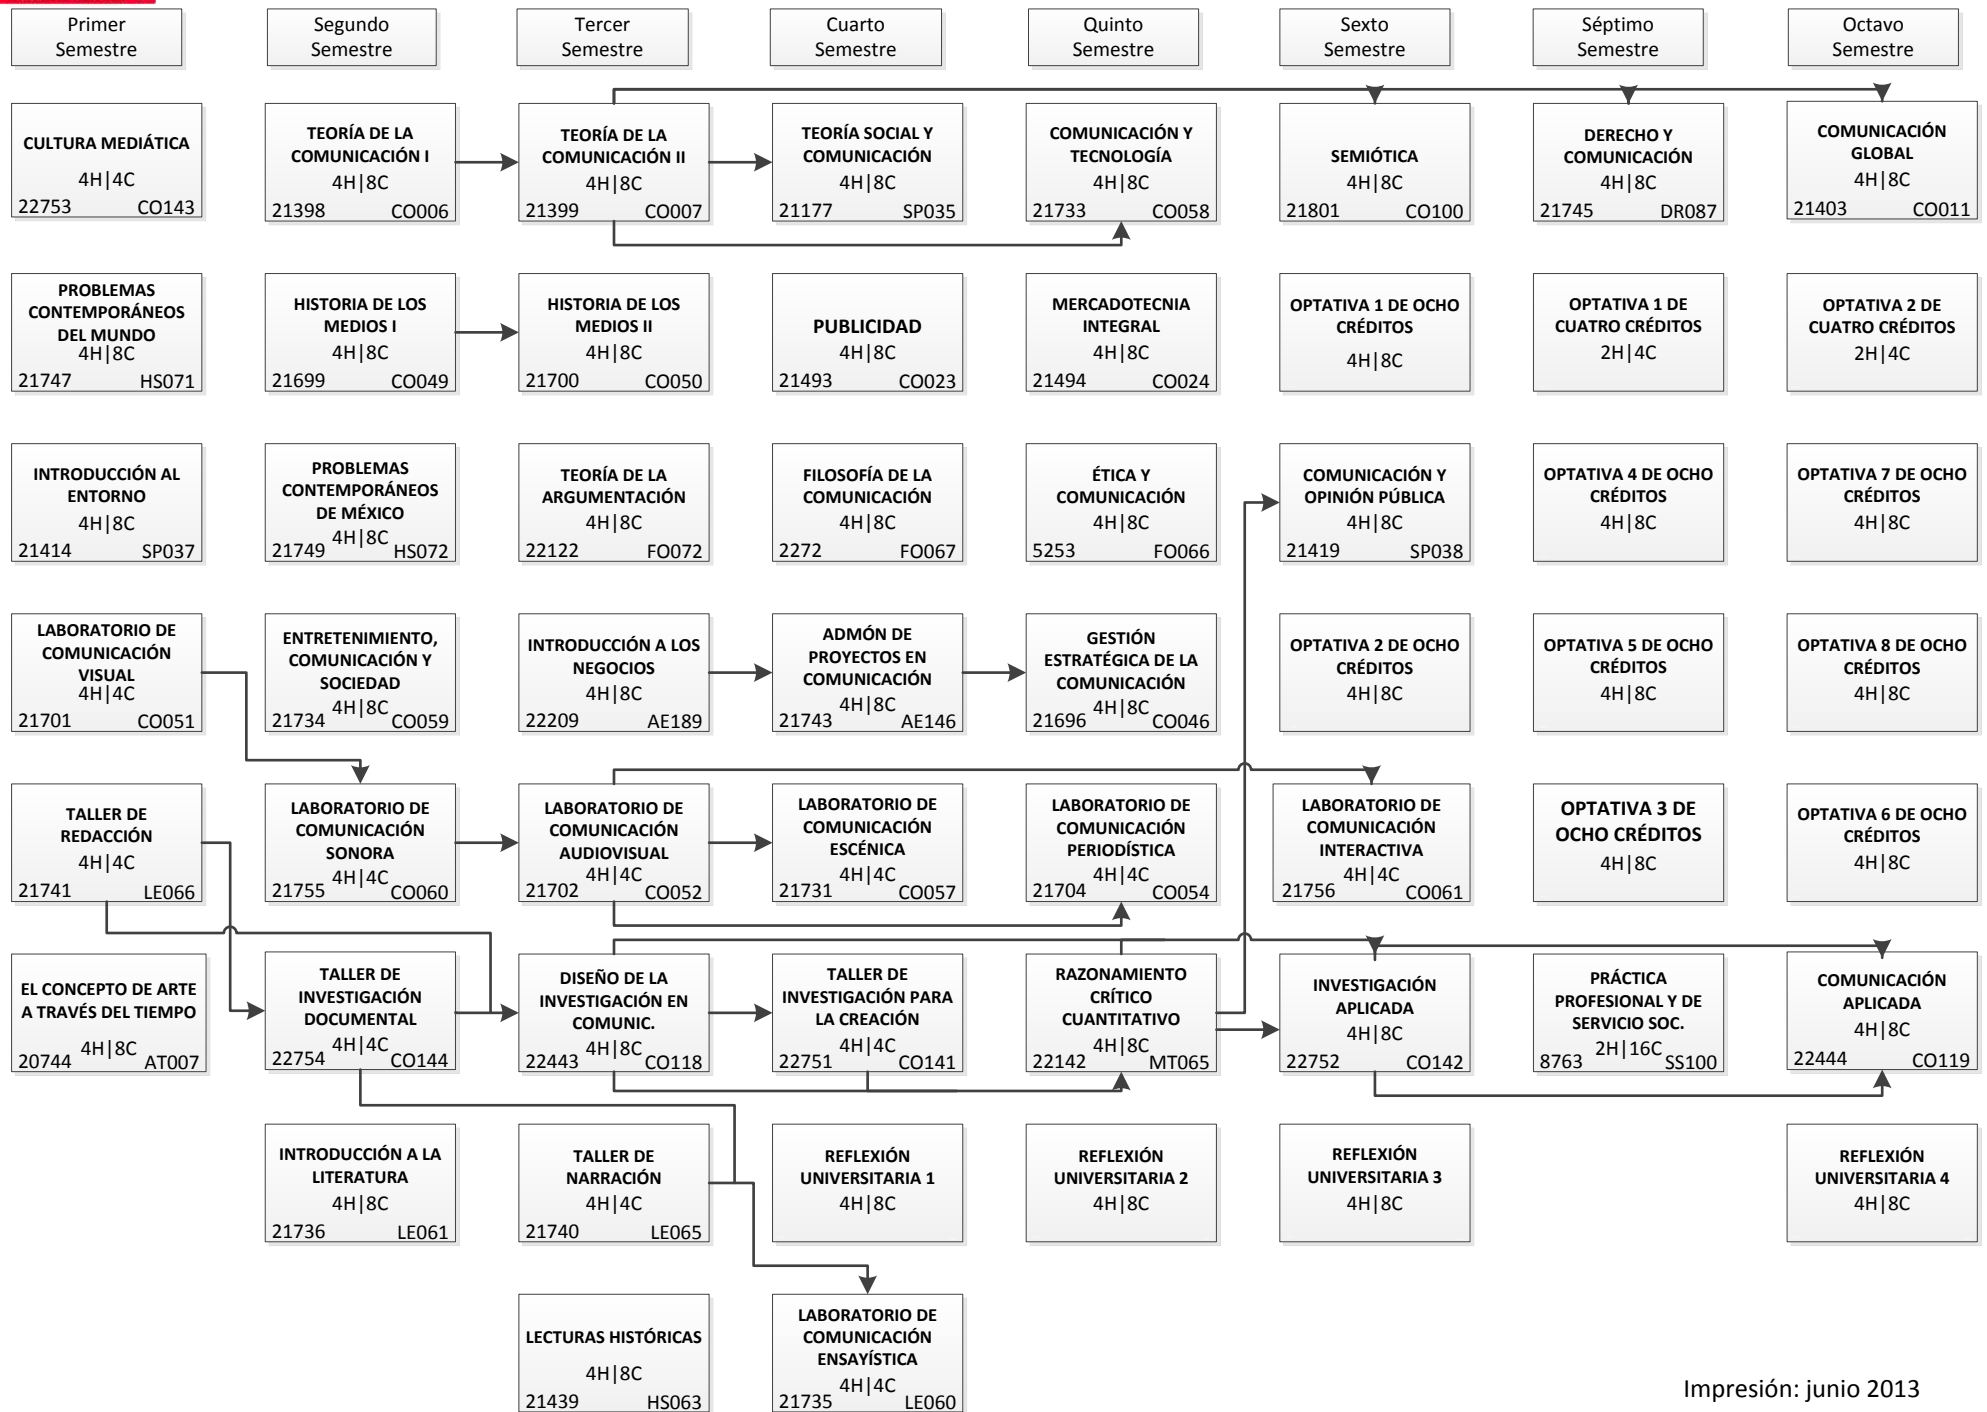 Primer
Semestre
Segundo
Semestre
Tercer
Semestre
Cuarto
Semestre
Quinto
Semestre
Sexto
Semestre
Séptimo
Semestre
Octavo
Semestre
CULTURA MEDIÁTICA
4H|4C
22753 CO143
TEORÍA DE LA
COMUNICACIÓN I
4H|8C
21398 CO006
TEORÍA DE LA
COMUNICACIÓN II
4H|8C
21399 CO007
TEORÍA SOCIAL Y
COMUNICACIÓN
4H|8C
21177 SP035
COMUNICACIÓN Y
TECNOLOGÍA
4H|8C
21733 CO058
SEMIÓTICA
4H|8C
21801 CO100
DERECHO Y
COMUNICACIÓN
4H|8C
21745 DR087
COMUNICACIÓN
GLOBAL
4H|8C
21403 CO011
PROBLEMAS
CONTEMPORÁNEOS
DEL MUNDO
4H|8C
21747 HS071
HISTORIA DE LOS
MEDIOS I
4H|8C
21699 CO049
HISTORIA DE LOS
MEDIOS II
4H|8C
21700 CO050
PUBLICIDAD
4H|8C
21493 CO023
MERCADOTECNIA
INTEGRAL
4H|8C
21494 CO024
OPTATIVA 1 DE OCHO
CRÉDITOS
4H|8C
OPTATIVA 1 DE
CUATRO CRÉDITOS
2H|4C
OPTATIVA 2 DE
CUATRO CRÉDITOS
2H|4C
INTRODUCCIÓN AL
ENTORNO
4H|8C
21414 SP037
PROBLEMAS
CONTEMPORÁNEOS
DE MÉXICO
4H|8C
21749 HS072
TEORÍA DE LA
ARGUMENTACIÓN
4H|8C
22122 FO072
FILOSOFÍA DE LA
COMUNICACIÓN
4H|8C
2272 FO067
ÉTICA Y
COMUNICACIÓN
4H|8C
5253 FO066
COMUNICACIÓN Y
OPINIÓN PÚBLICA
4H|8C
21419 SP038
OPTATIVA 4 DE OCHO
CRÉDITOS
4H|8C
OPTATIVA 7 DE OCHO
CRÉDITOS
4H|8C
LABORATORIO DE
COMUNICACIÓN
VISUAL
4H|4C
21701 CO051
ENTRETENIMIENTO,
COMUNICACIÓN Y
SOCIEDAD
4H|8C
21734 CO059
INTRODUCCIÓN A LOS
NEGOCIOS
4H|8C
22209 AE189
ADMÓN DE
PROYECTOS EN
COMUNICACIÓN
4H|8C
21743 AE146
GESTIÓN
ESTRATÉGICA DE LA
COMUNICACIÓN
4H|8C
21696 CO046
OPTATIVA 2 DE OCHO
CRÉDITOS
4H|8C
OPTATIVA 5 DE OCHO
CRÉDITOS
4H|8C
OPTATIVA 8 DE OCHO
CRÉDITOS
4H|8C
TALLER DE
REDACCIÓN
4H|4C
21741 LE066
LABORATORIO DE
COMUNICACIÓN
SONORA
4H|4C
21755 CO060
LABORATORIO DE
COMUNICACIÓN
AUDIOVISUAL
4H|4C
21702 CO052
LABORATORIO DE
COMUNICACIÓN
ESCÉNICA
4H|4C
21731 CO057
LABORATORIO DE
COMUNICACIÓN
PERIODÍSTICA
4H|4C
21704 CO054
LABORATORIO DE
COMUNICACIÓN
INTERACTIVA
4H|4C
21756 CO061
OPTATIVA 3 DE
OCHO CRÉDITOS
4H|8C
OPTATIVA 6 DE OCHO
CRÉDITOS
4H|8C
EL CONCEPTO DE ARTE
A TRAVÉS DEL TIEMPO
4H|8C
20744 AT007
TALLER DE
INVESTIGACIÓN
DOCUMENTAL
4H|4C
22754 CO144
DISEÑO DE LA
INVESTIGACIÓN EN
COMUNIC.
4H|8C
22443 CO118
TALLER DE
INVESTIGACIÓN PARA
LA CREACIÓN
4H|4C
22751 CO141
RAZONAMIENTO
CRÍTICO
CUANTITATIVO
4H|8C
22142 MT065
INVESTIGACIÓN
APLICADA
4H|8C
22752 CO142
PRÁCTICA
PROFESIONAL Y DE
SERVICIO SOC.
2H|16C
8763 SS100
COMUNICACIÓN
APLICADA
4H|8C
22444 CO119
INTRODUCCIÓN A LA
LITERATURA
4H|8C
21736 LE061
TALLER DE
NARRACIÓN
4H|4C
21740 LE065
REFLEXIÓN
UNIVERSITARIA 1
4H|8C
REFLEXIÓN
UNIVERSITARIA 2
4H|8C
REFLEXIÓN
UNIVERSITARIA 3
4H|8C
REFLEXIÓN
UNIVERSITARIA 4
4H|8C
LECTURAS HISTÓRICAS
4H|8C
21439 HS063
LABORATORIO DE
COMUNICACIÓN
ENSAYÍSTICA
4H|4C
21735 LE060
Impresión: junio 2013